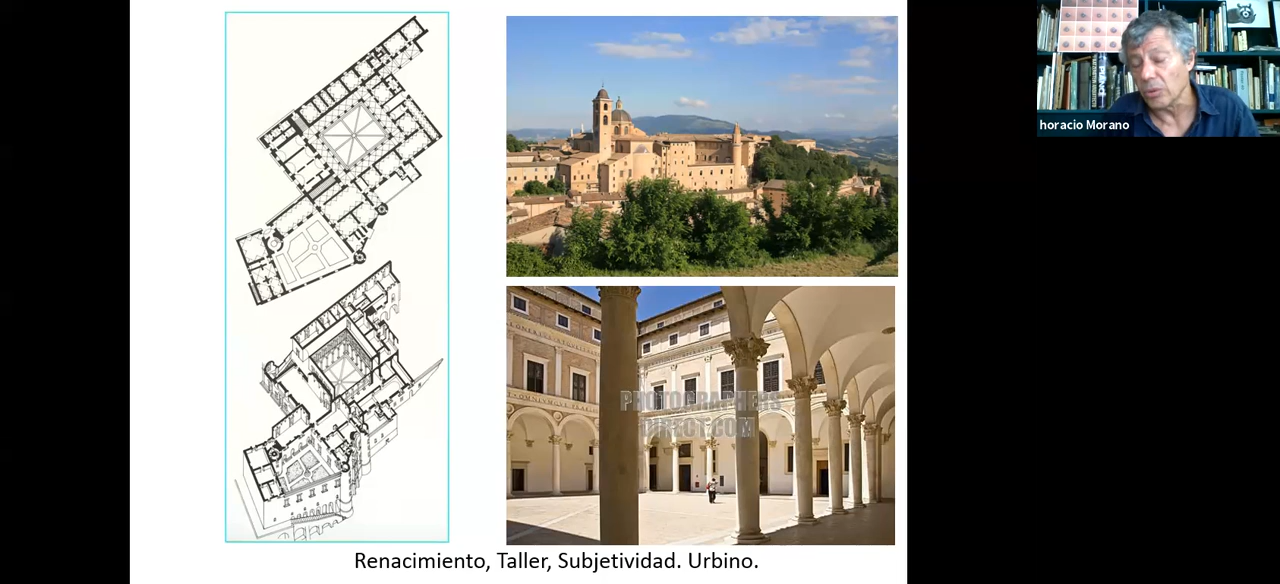 horacio Morano
PHOTOGRAPHERS
DIRECT.COM
Renacimiento, Taller, Subjetividad. Urbino.